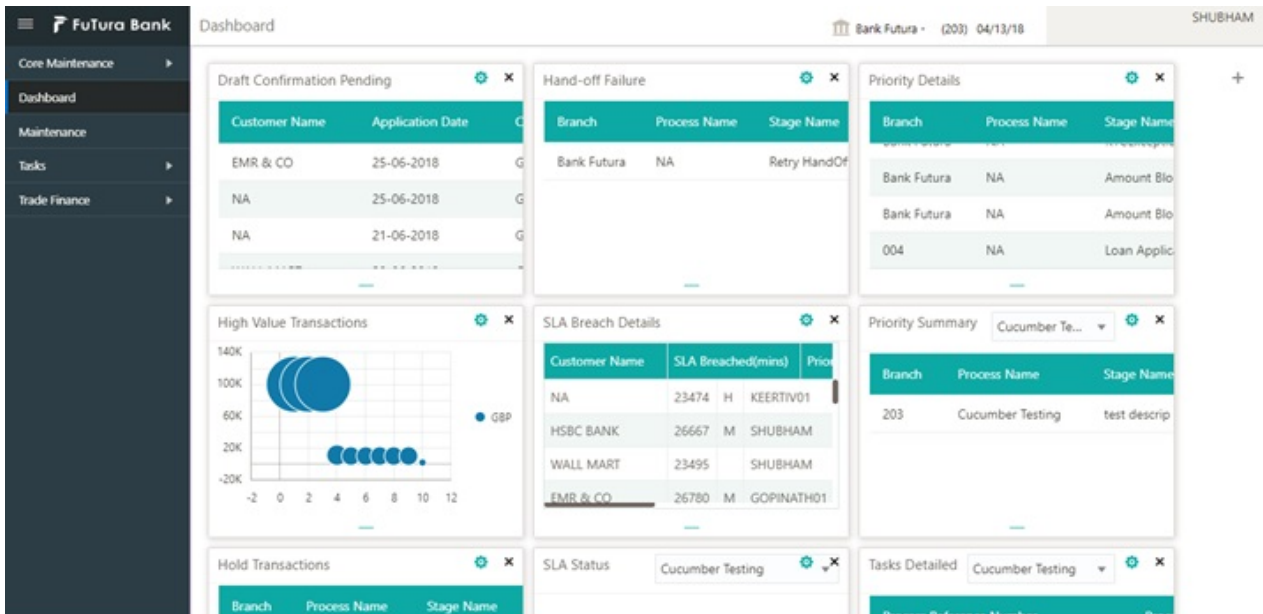 FuTura Bank
Dashboard
Bank Futura - (203) 04/13/18
SHUBHAM
Core Maintenance
Dashboard
Maintenance
Tasks
Trade Finance
Draft Confirmation Pending
Customer Name Application Date C
EMR & CO 25-06-2018 G
NA 25-06-2018 G
NA 21-06-2018 G
Hand-off Failure
Branch Process Name Stage Name
Bank Futura NA Retry HandOf
Priority Details
Branch Process Name Stage Name
Bank Futura NA Amount Blo
Bank Futura NA Amount Blo
004 NA Loan Applic
High Value Transactions
140K
100K
60K
20K
-20K
-2 0 2 4 6 8 10 12
GBP
SLA Breach Details
Customer Name SLA Breached(mins) Prior
NA 23474 H KEERTIV01
HSBC BANK 26667 M SHUBHAM
WALL MART 23495 SHUBHAM
EMR & CO 26780 M GOPINATH01
Priority Summary Cucumber Te...
Branch Process Name Stage Name
203 Cucumber Testing test descrip
Hold Transactions
Branch Process Name Stage Name
SLA Status Cucumber Testing
Tasks Detailed Cucumber Testing